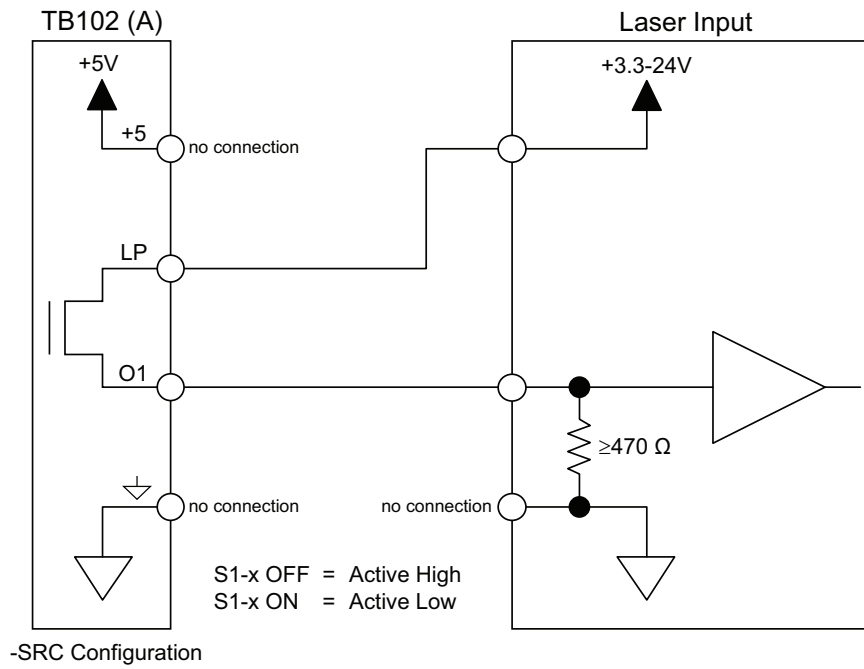 TB102 (A)
Laser Input
+5V
+3.3-24V
+5
no connection
LP
O1
≥470 Ω
no connection
no connection
S1-x OFF = Active High
S1-x ON = Active Low
-SRC Configuration